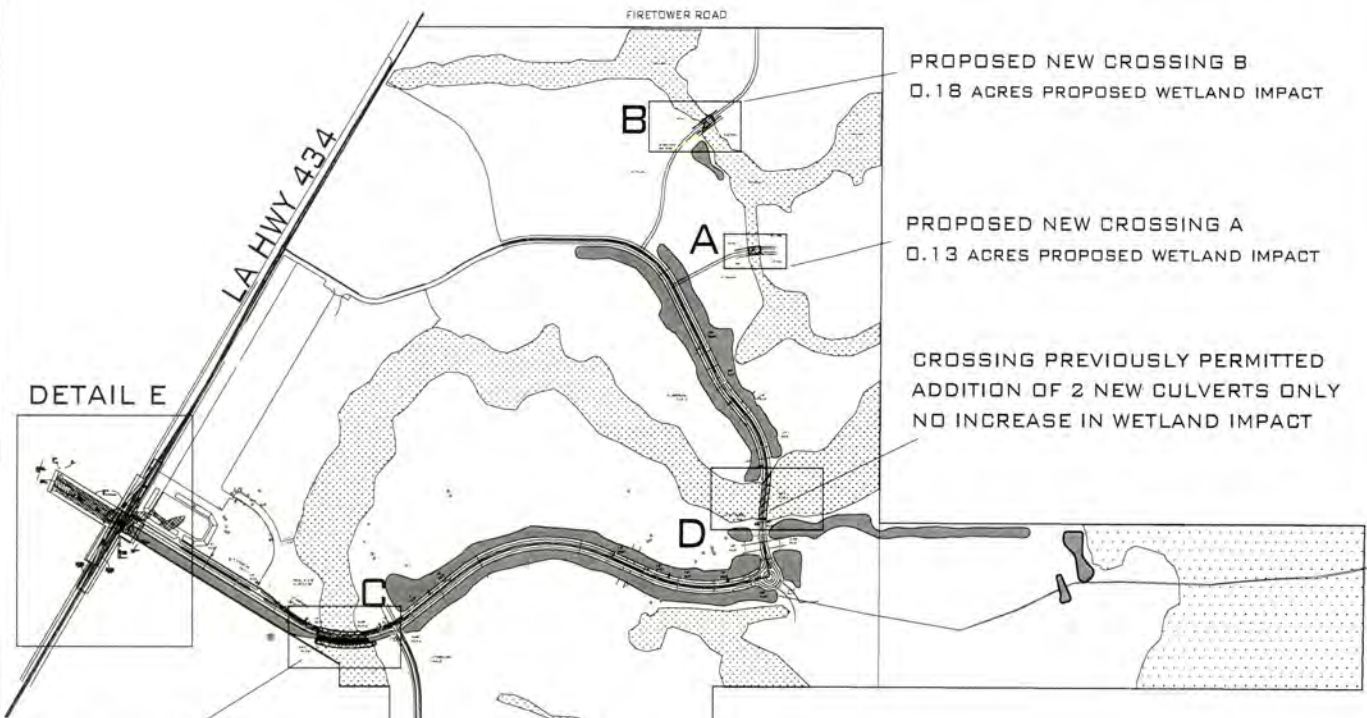 FIRETOWER ROAD
PROPOSED NEW CROSSING B
0.18 ACRES PROPOSED WETLAND IMPACT
B
LA HWY 434
PROPOSED NEW CROSSING A
0.13 ACRES PROPOSED WETLAND IMPACT
A
CROSSING PREVIOUSLY PERMITTED
ADDITION OF 2 NEW CULVERTS ONLY
NO INCREASE IN WETLAND IMPACT
DETAIL E
D
C